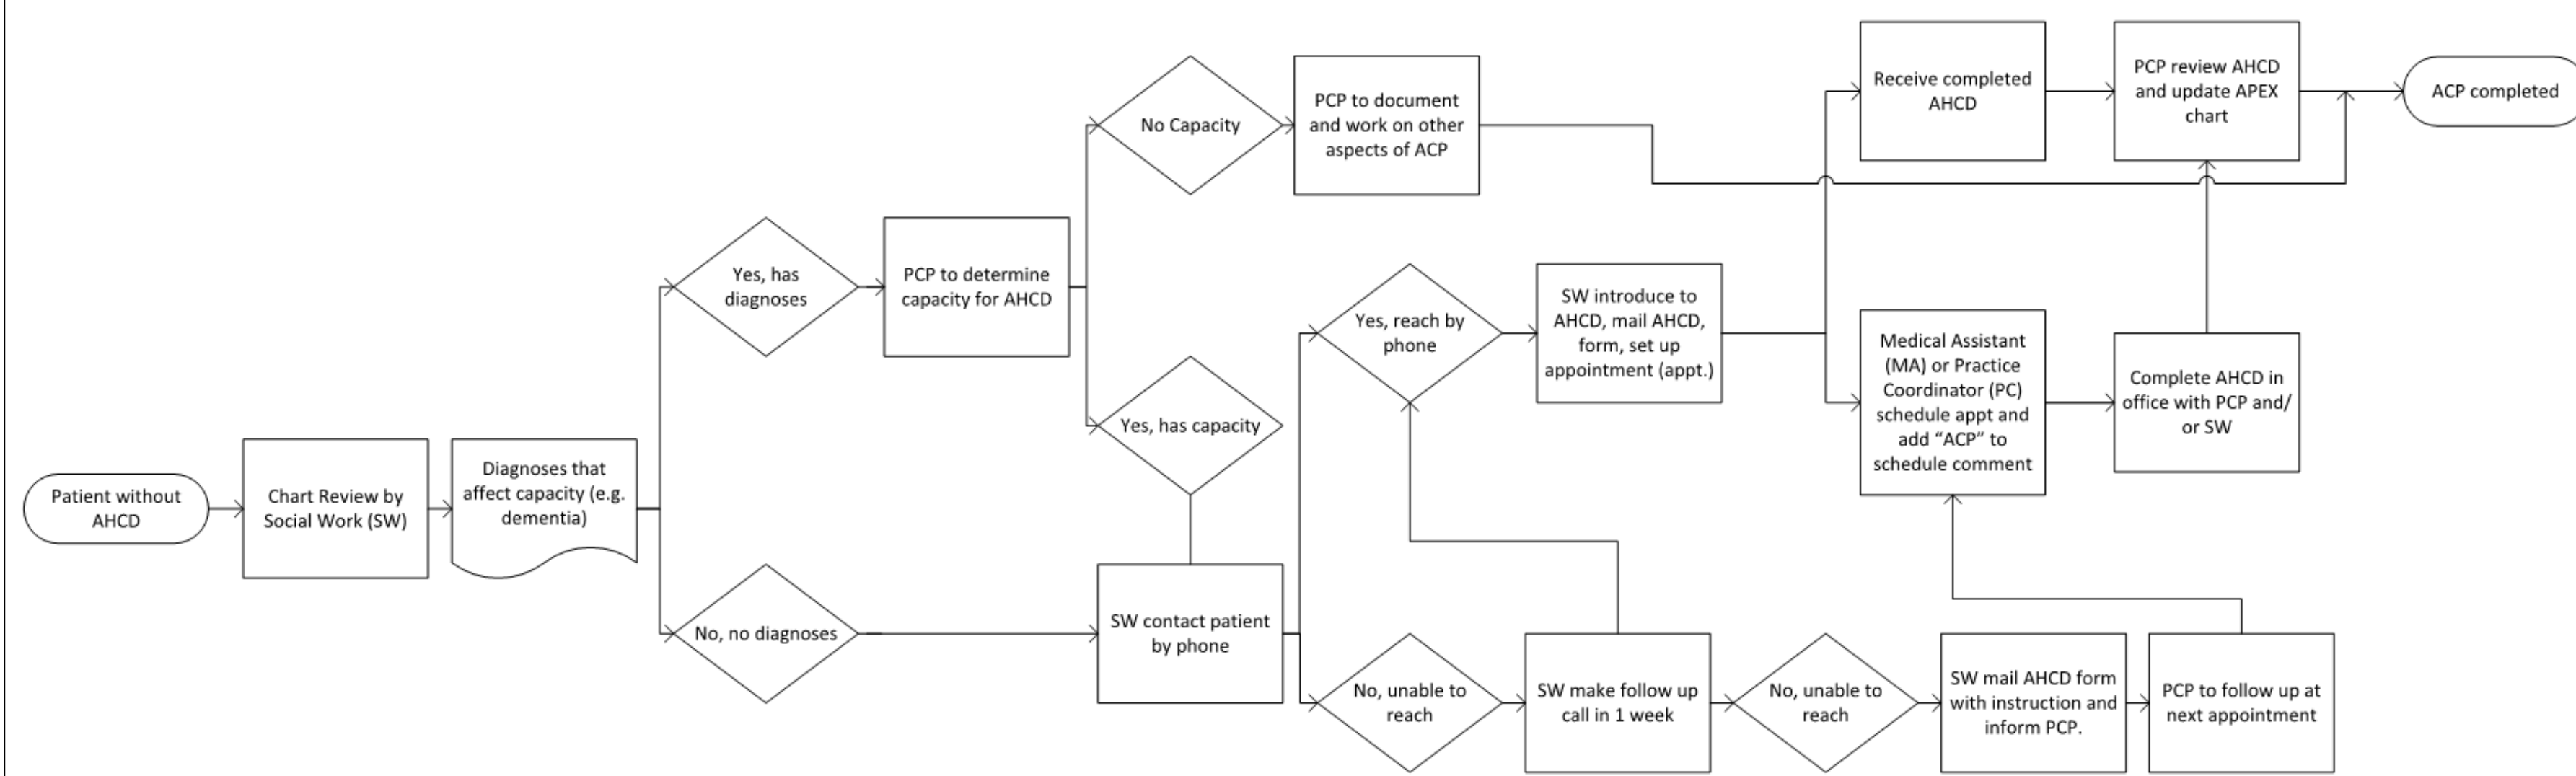 Patient without
AHCD
Chart Review by
Social Work (SW)
Diagnoses that
affect capacity (e.g.
dementia)
Yes, has
diagnoses
No, no diagnoses
PCP to determine
capacity for AHCD
No Capacity
Yes, has capacity
PCP to document
and work on other
aspects of ACP
SW contact patient
by phone
Yes, reach by
phone
No, unable to
reach
SW introduce to
AHCD, mail AHCD,
form, set up
appointment (appt.)
SW make follow up
call in 1 week
No, unable to
reach
SW mail AHCD form
with instruction and
inform PCP.
PCP to follow up at
next appointment
Receive completed
AHCD
Medical Assistant
(MA) or Practice
Coordinator (PC)
schedule appt and
add “ACP” to
schedule comment
Complete AHCD in
office with PCP and/
or SW
PCP review AHCD
and update APEX
chart
ACP completed